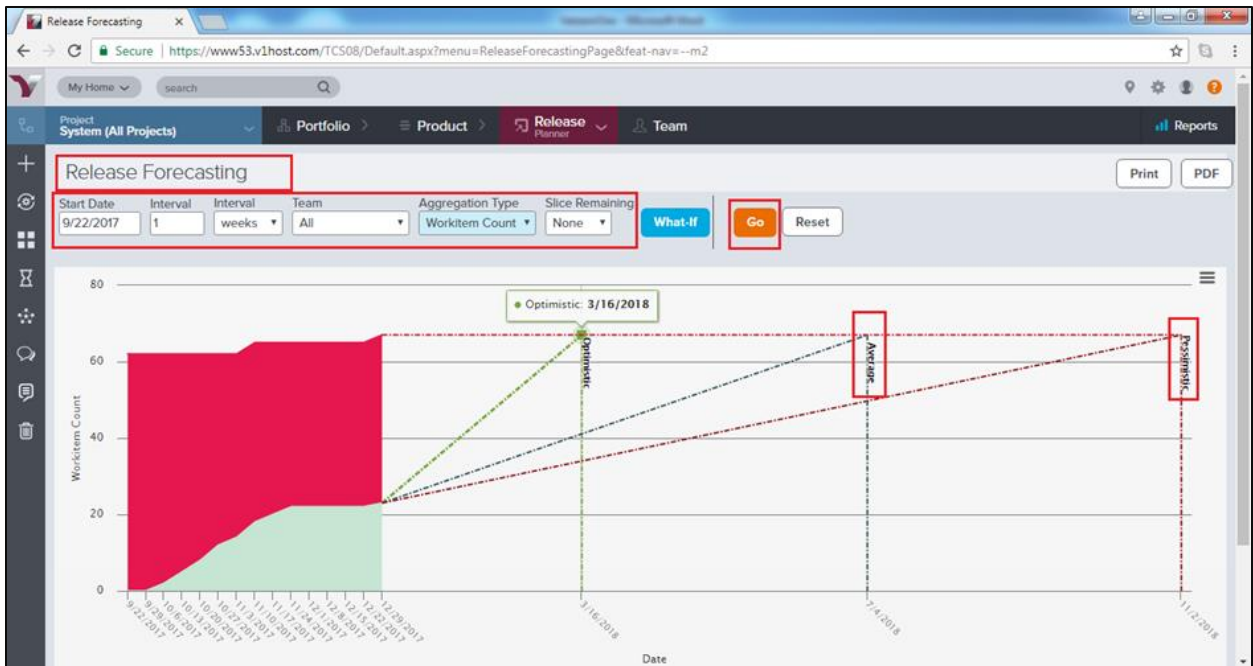 Release Forecasting
Secure | https://www53.v1host.com/TCS08/Default.aspx?menu=ReleaseForecastingPage&feat-nav=--m2
My Home
search
Project
System (All Projects)
Portfolio
Product
Release
Planner
Team
Reports
Release Forecasting
Print
PDF
Start Date Interval Interval Team Aggregation Type Slice Remaining
9/22/2017 1 weeks All Workitem Count None
What-If
Go
Reset
80
Optimistic: 3/16/2018
Optimistic
Average
Pessimistic
60
Workitem Count
40
20
0
9/22/2017
9/29/2017
10/6/2017
10/13/2017
10/20/2017
10/27/2017
11/3/2017
11/10/2017
11/17/2017
11/24/2017
12/1/2017
12/8/2017
12/15/2017
12/22/2017
12/29/2017
3/16/2018
7/4/2018
11/2/2018
Date